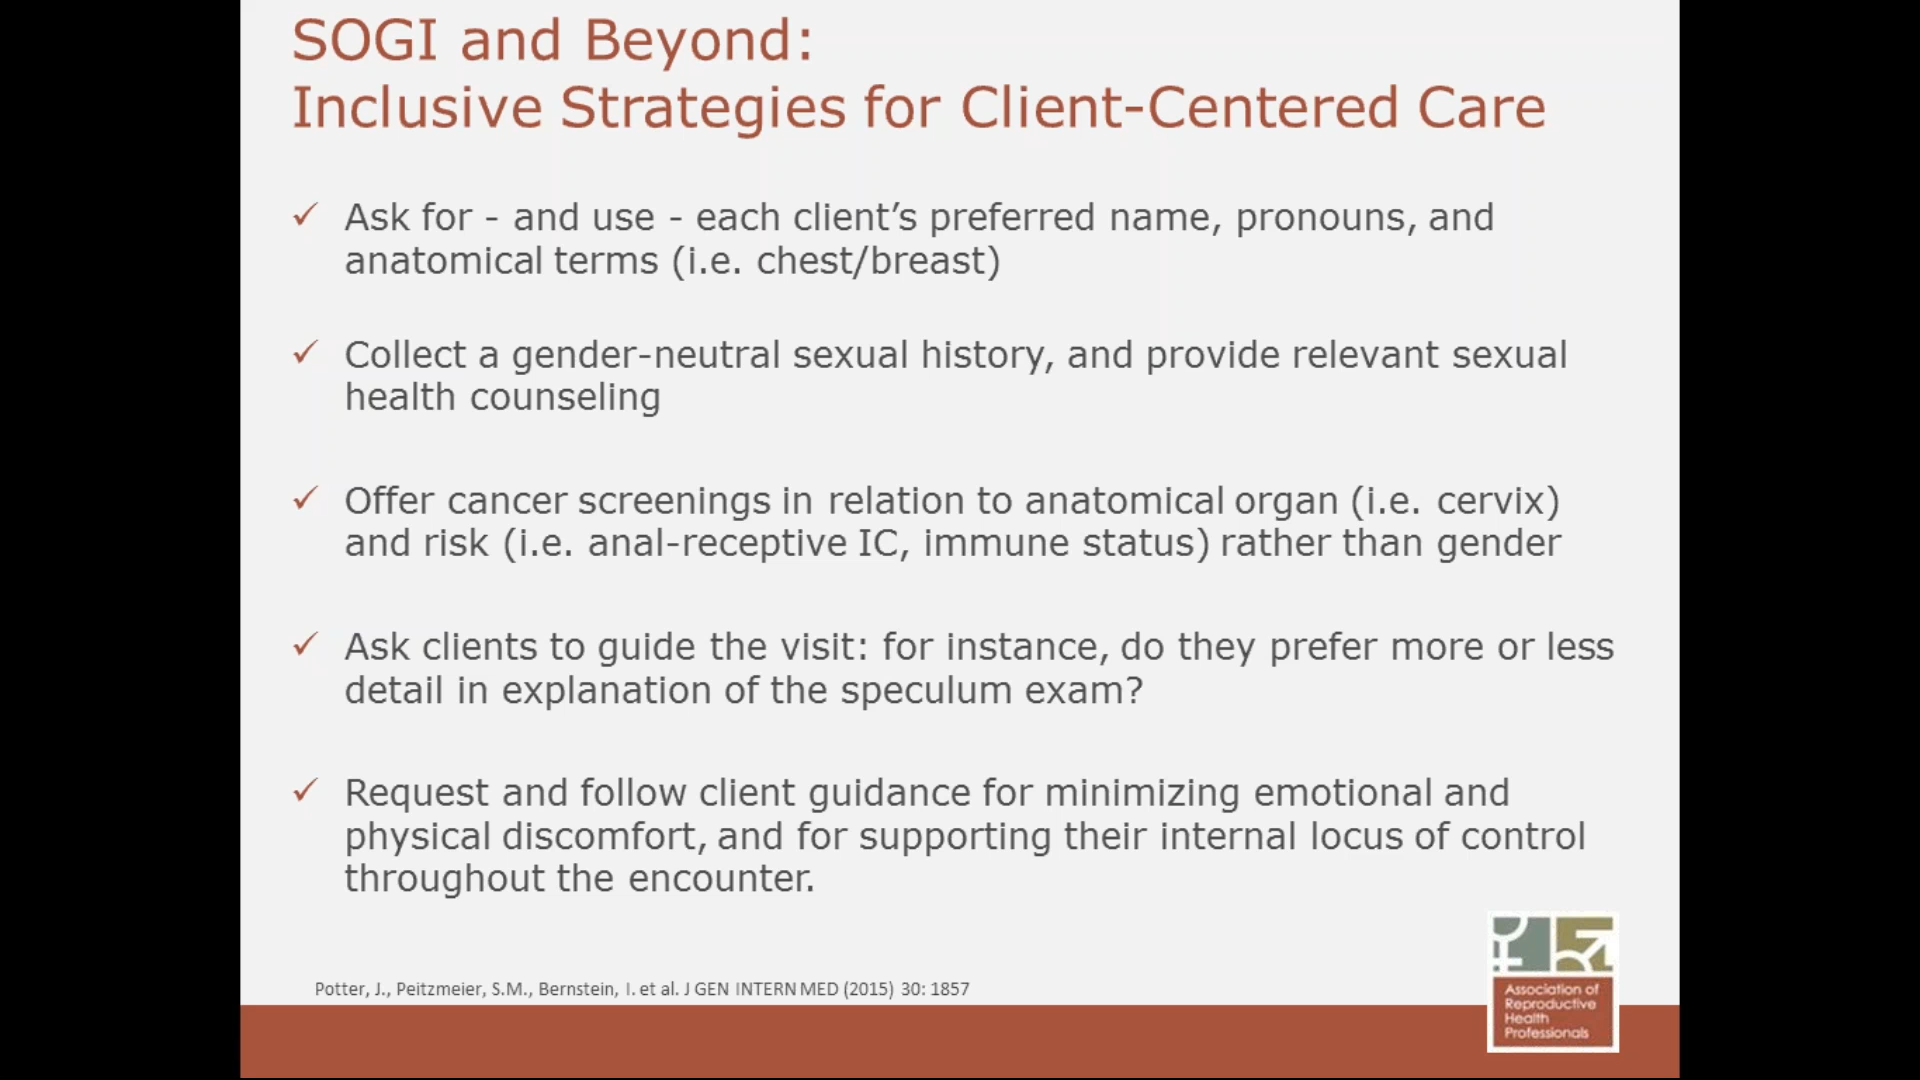 SOGI and Beyond:
Inclusive Strategies for Client-Centered Care
✓ Ask for - and use - each client’s preferred name, pronouns, and
anatomical terms (i.e. chest/breast)
✓ Collect a gender-neutral sexual history, and provide relevant sexual
health counseling
✓ Offer cancer screenings in relation to anatomical organ (i.e. cervix)
and risk (i.e. anal-receptive IC, immune status) rather than gender
✓ Ask clients to guide the visit: for instance, do they prefer more or less
detail in explanation of the speculum exam?
✓ Request and follow client guidance for minimizing emotional and
physical discomfort, and for supporting their internal locus of control
throughout the encounter.
Potter, J., Peitzmeier, S.M., Bernstein, I. et al. J GEN INTERN MED (2015) 30: 1857
Association of
Reproductive
Health
Professionals